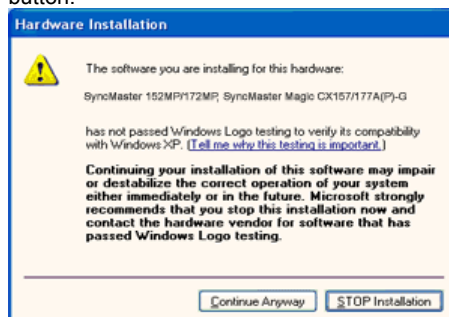 button.
Hardware Installation
The software you are installing for this hardware:
SyncMaster 152MP/172MP, SyncMaster Magic CX157/177A(P)-G
has not passed Windows Logo testing to verify its compatibility
with Windows XP. (Tell me why this testing is important.)
Continuing your installation of this software may impair
or destabilize the correct operation of your system
either immediately or in the future. Microsoft strongly
recommends that you stop this installation now and
contact the hardware vendor for software that has
passed Windows Logo testing.
Continue Anyway STOP Installation